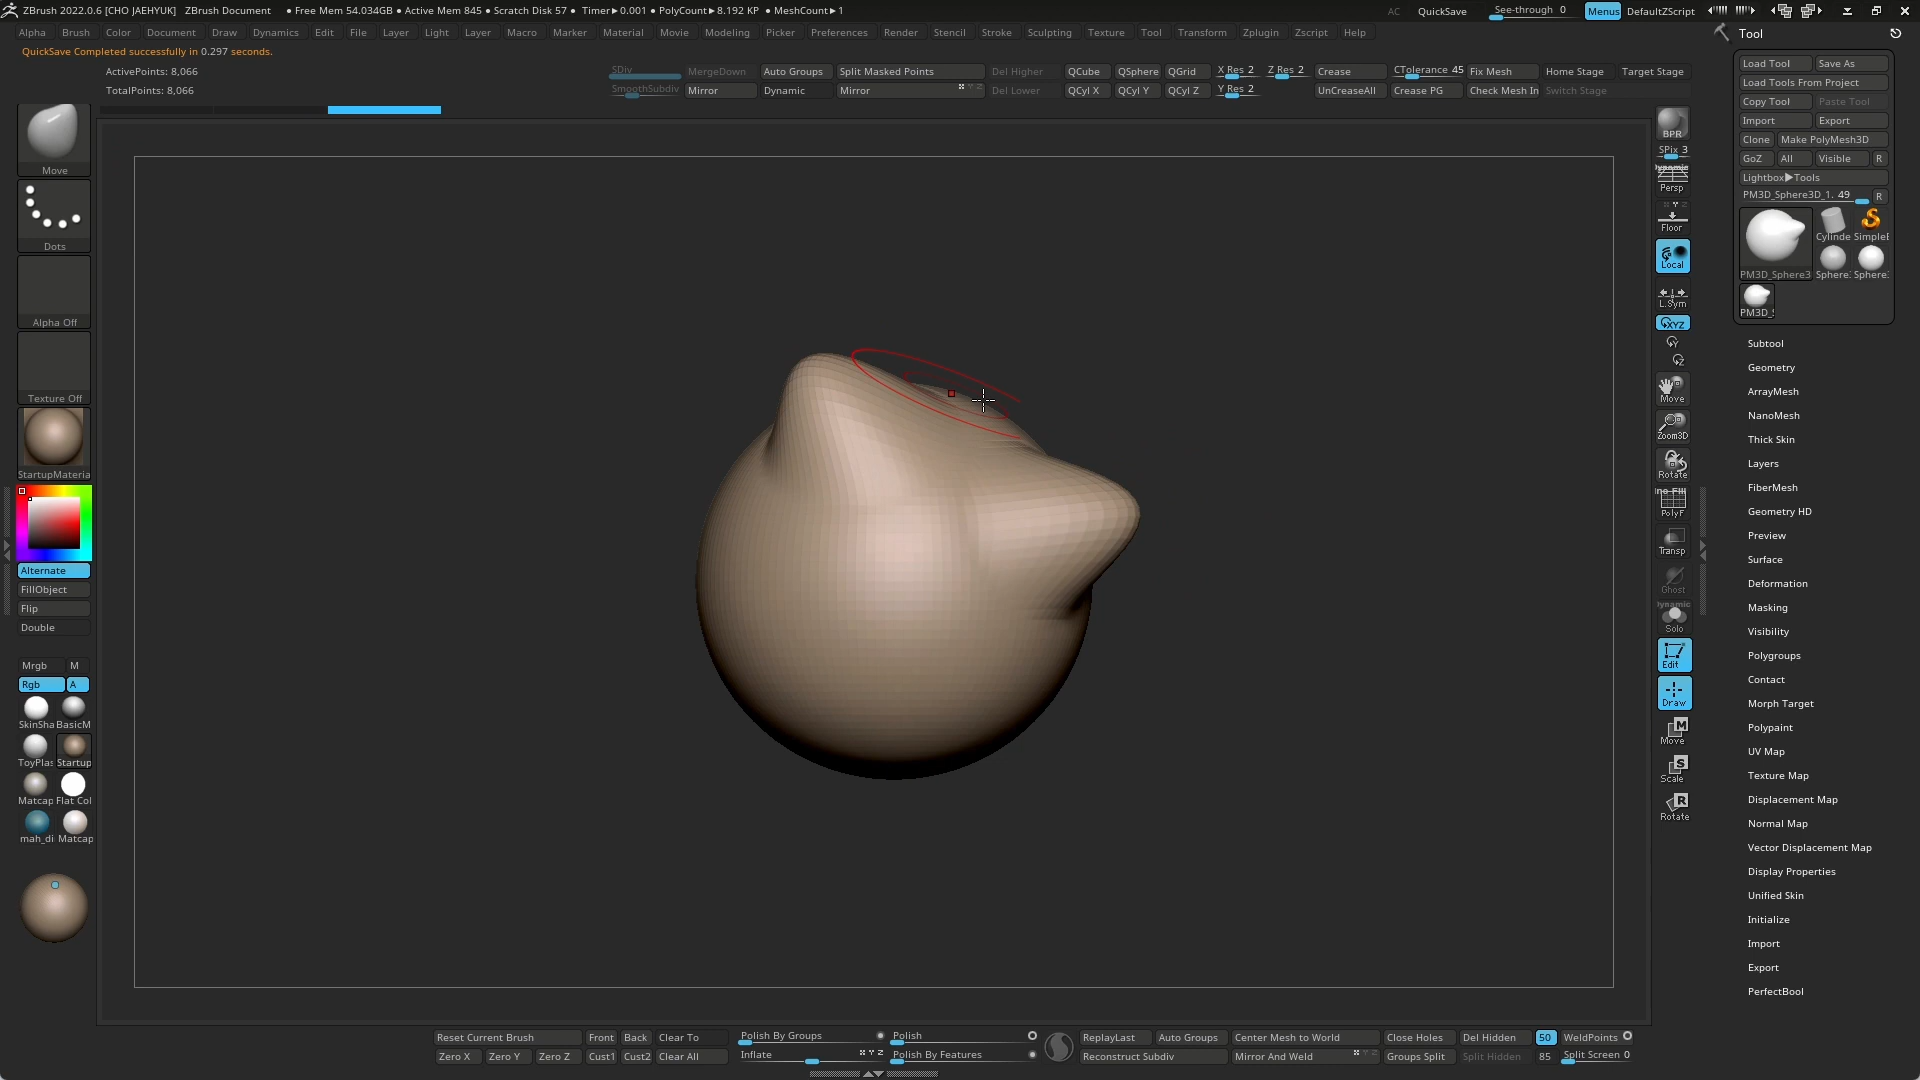 ZBrush 2022.0.6 [CHO JAEHYUK] ZBrush Document • Free Mem 54.034GB • Active Mem 845 • Scratch Disk 57 • Timer▶0.001 • PolyCount▶8.192 KP • MeshCount▶1 AC QuickSave See-through 0 Menus DefaultZScript
Alpha Brush Color Document Draw Dynamics Edit File Layer Light Layer Macro Marker Material Movie Modeling Picker Preferences Render Stencil Stroke Sculpting Texture Tool Transform Zplugin Zscript Help
QuickSave Completed successfully in 0.297 seconds.
ActivePoints: 8,066
TotalPoints: 8,066
SDiv MergeDown Auto Groups Split Masked Points Del Higher QCube QSphere QGrid X Res 2 Z Res 2 Crease CTolerance 45 Fix Mesh Home Stage Target Stage
SmoothSubdiv Mirror Dynamic Mirror Del Lower QCyl X QCyl Y QCyl Z Y Res 2 UnCreaseAll Crease PG Check Mesh In Switch Stage
Move
Dots
Alpha Off
Texture Off
StartupMateria
Alternate
FillObject
Flip
Double
Mrgb M
Rgb A
SkinSha BasicM
ToyPlas Startup
Matcap Flat Col
mah_di Matcap
BPR
SPix 3
Dynamic
Persp
Floor
Local
L.Sym
XYZ
Y
Z
Move
Zoom3D
Rotate
Line Fill
PolyF
Transp
Ghost
Dynamic
Solo
Edit
Draw
Move
Scale
Rotate
Tool
Load Tool Save As
Load Tools From Project
Copy Tool Paste Tool
Import Export
Clone Make PolyMesh3D
GoZ All Visible R
Lightbox▶Tools
PM3D_Sphere3D_1. 49 R
Cylinde SimpleB
PM3D_Sphere3 Sphere Sphere
PM3D_S
Subtool
Geometry
ArrayMesh
NanoMesh
Thick Skin
Layers
FiberMesh
Geometry HD
Preview
Surface
Deformation
Masking
Visibility
Polygroups
Contact
Morph Target
Polypaint
UV Map
Texture Map
Displacement Map
Normal Map
Vector Displacement Map
Display Properties
Unified Skin
Initialize
Import
Export
PerfectBool
Reset Current Brush Front Back Clear To Polish By Groups Polish ReplayLast Auto Groups Center Mesh to World Close Holes Del Hidden 50 WeldPoints
Zero X Zero Y Zero Z Cust1 Cust2 Clear All Inflate X Y Z Polish By Features Reconstruct Subdiv Mirror And Weld Groups Split Split Hidden 85 Split Screen 0